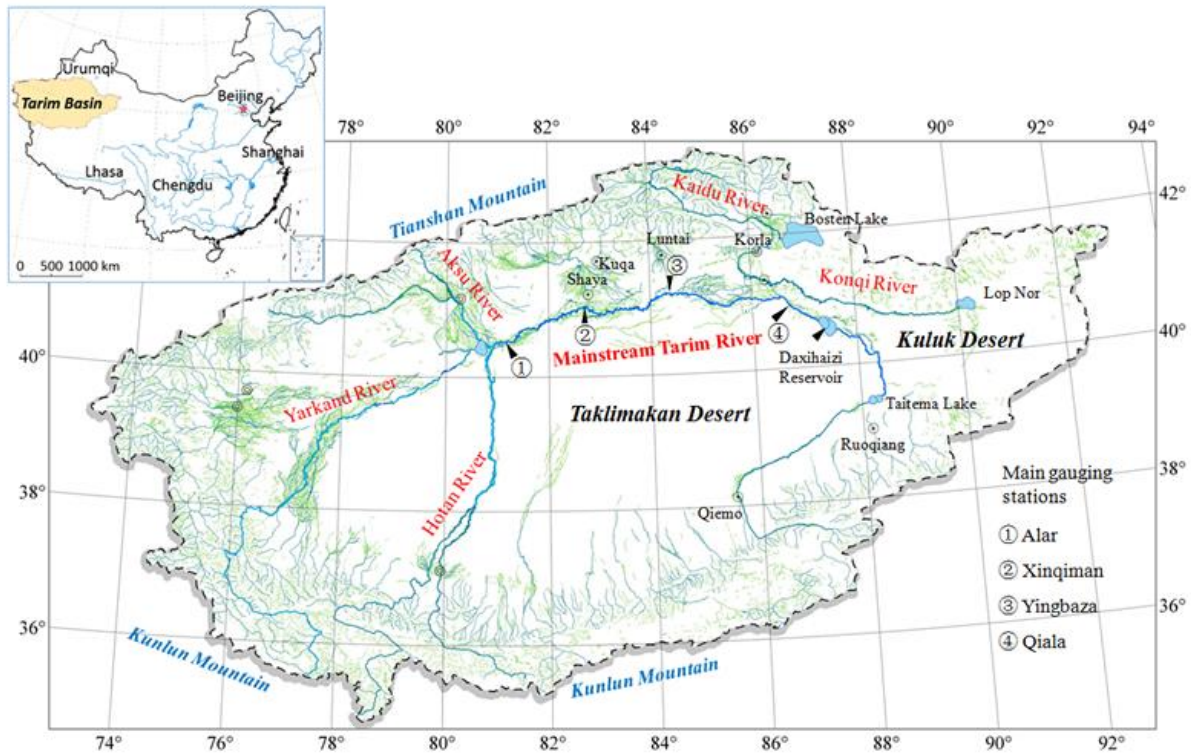 Urumqi
Tarim Basin
Beijing
Shanghai
Lhasa
Chengdu
0 500 1000 km
78° 80° 82° 84° 86° 88° 90° 92° 94°
42°
Tianshan Mountain
Kaidu River
Bosten Lake
Luntai
Korla
Kuqa
③
Aksu River
Shaya
Konqi River
Lop Nor
②
④
40°
40°
①
Mainstream Tarim River
Daxihaizi
Reservoir
Kuluk Desert
Yarkand River
Taklimakan Desert
Taitema Lake
Ruoqiang
38°
38°
Hotan River
Qiemo
Main gauging
stations
① Alar
② Xinqiman
③ Yingbaza
④ Qiala
36°
36°
Kunlun Mountain
Kunlun Mountain
74° 76° 78° 80° 82° 84° 86° 88° 90° 92°